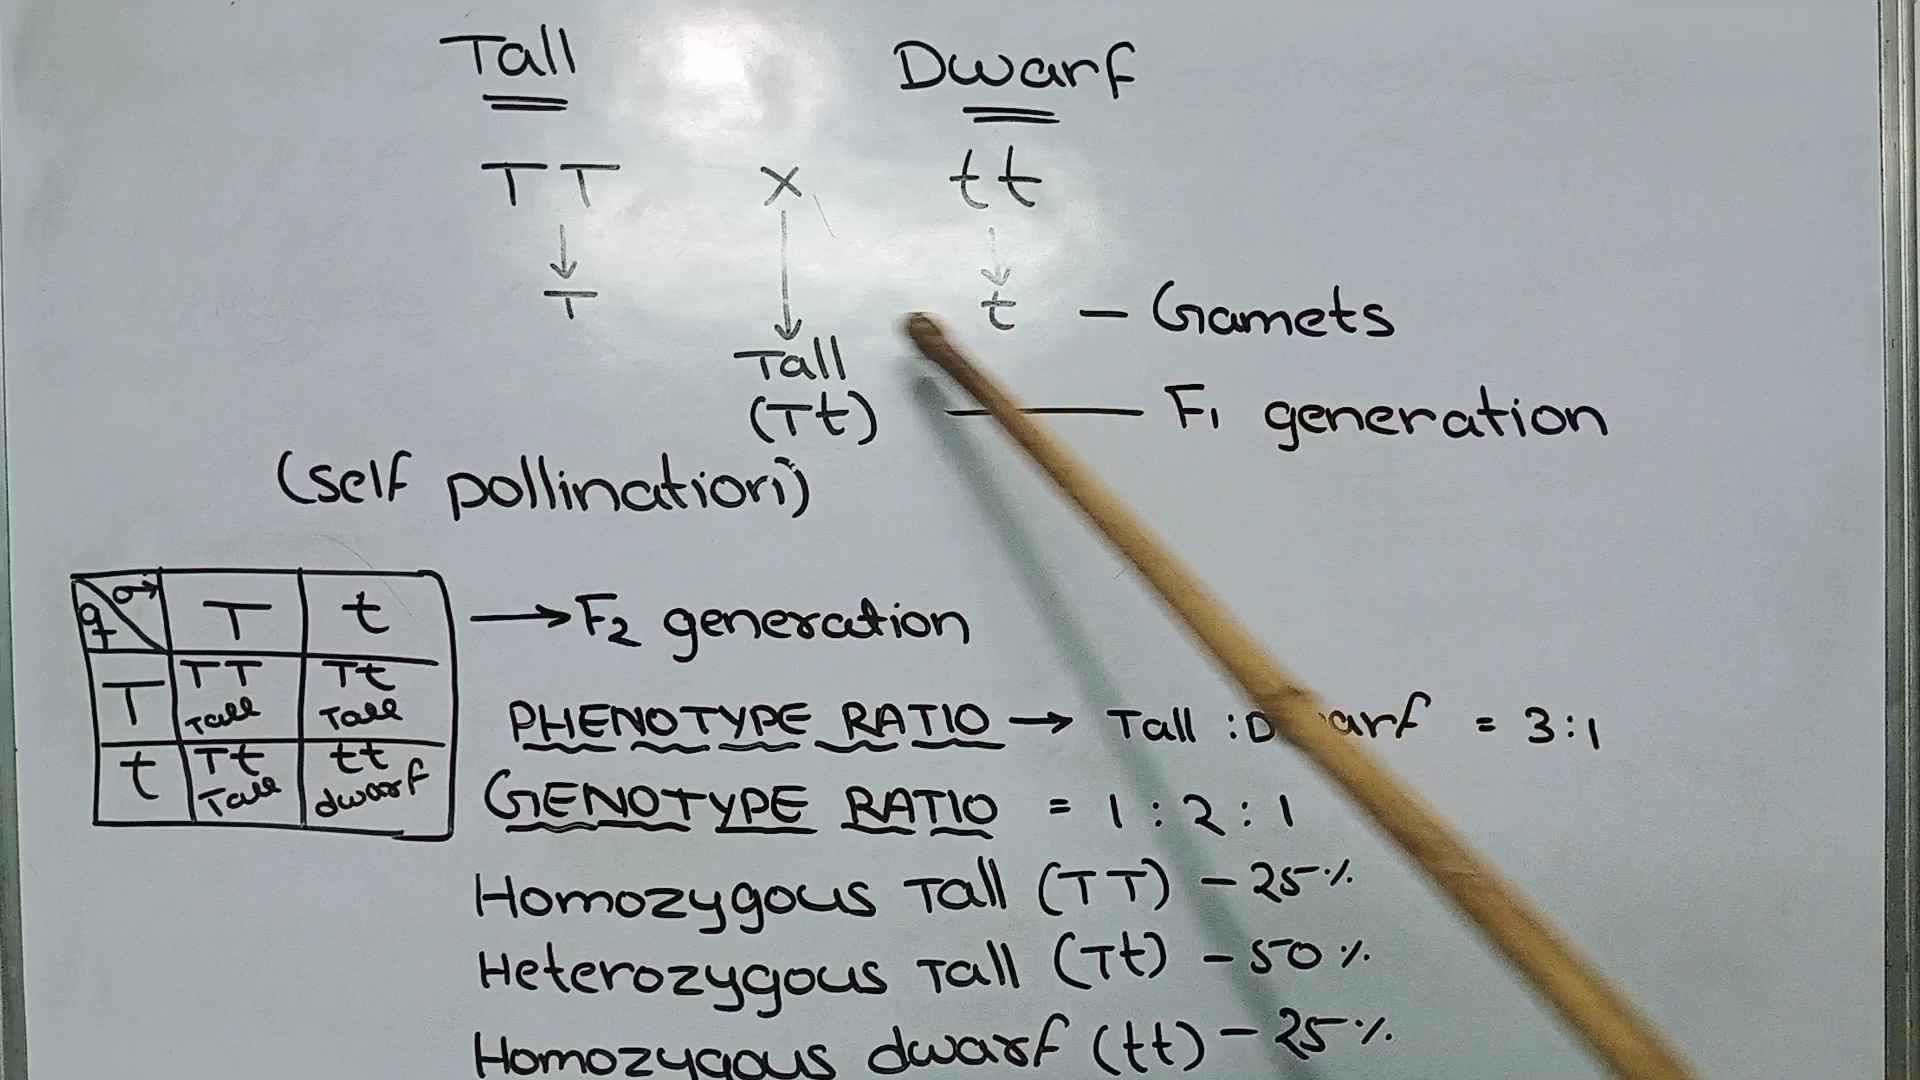 Tall Dwarf
TT x tt
T t - Gamets
Tall
(Tt) F1 generation
(self pollination)
♀ ♂ T t → F2 generation
T TT Tall Tt Tall
t Tt Tall tt dwarf
PHENOTYPE RATIO → Tall : Dwarf = 3:1
GENOTYPE RATIO = 1:2:1
Homozygous Tall (TT) - 25%
Heterozygous Tall (Tt) - 50%
Homozygous dwarf (tt) - 25%